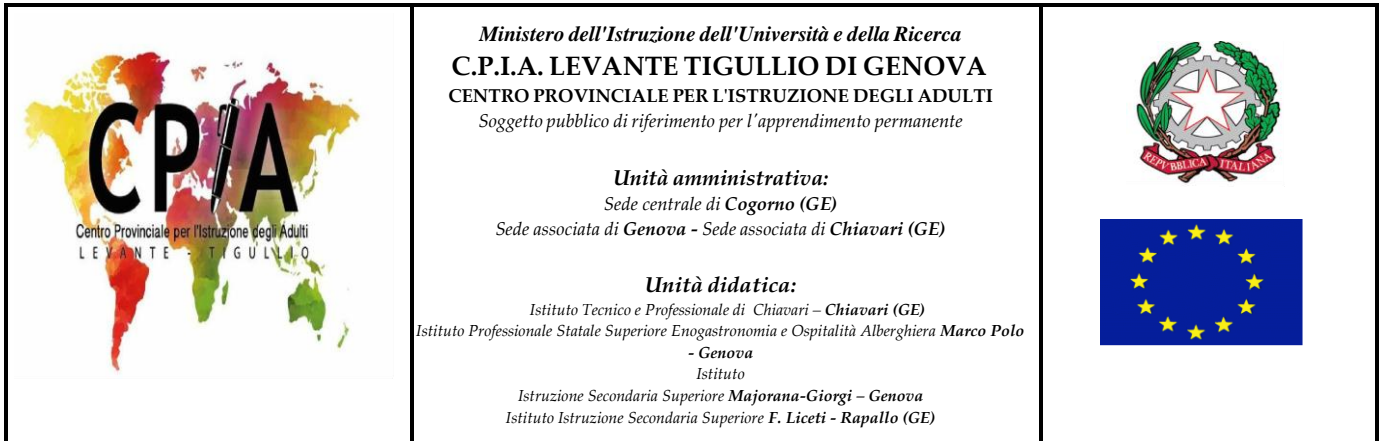 CPIA
Centro Provinciale per l'Istruzione degli Adulti
LEVANTE - TIGULLIO
Ministero dell'Istruzione dell'Università e della Ricerca
C.P.I.A. LEVANTE TIGULLIO DI GENOVA
CENTRO PROVINCIALE PER L'ISTRUZIONE DEGLI ADULTI
Soggetto pubblico di riferimento per l'apprendimento permanente
Unità amministrativa:
Sede centrale di Cogorno (GE)
Sede associata di Genova - Sede associata di Chiavari (GE)
Unità didatica:
Istituto Tecnico e Professionale di Chiavari – Chiavari (GE)
Istituto Professionale Statale Superiore Enogastronomia e Ospitalità Alberghiera Marco Polo
- Genova
Istituto
Istruzione Secondaria Superiore Majorana-Giorgi – Genova
Istituto Istruzione Secondaria Superiore F. Liceti - Rapallo (GE)
REPVBBLICA ITALIANA